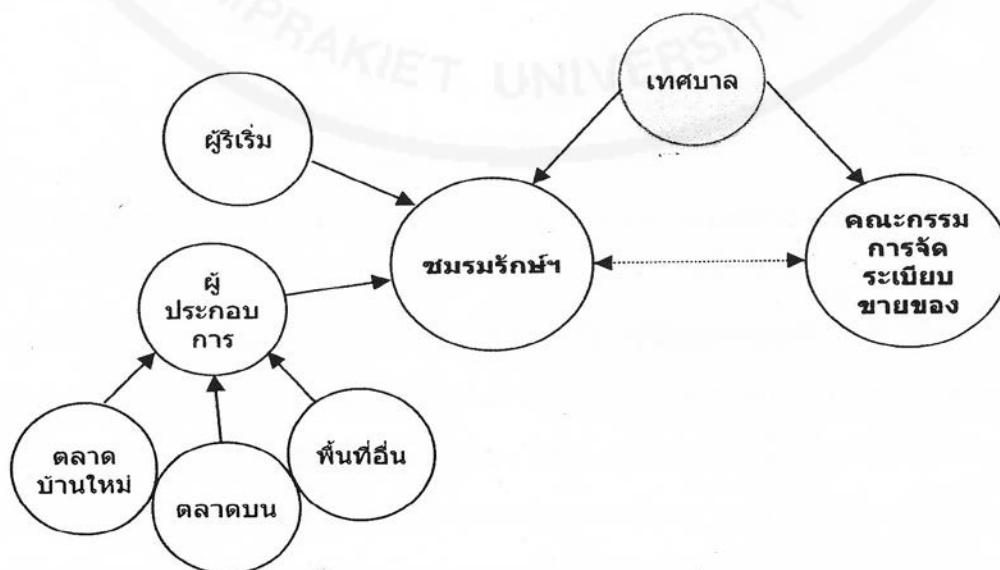 PRAKIET UNIVERSITY
เทศบาล
ผู้ริเริ่ม
ชมรมรักษ์ฯ
คณะกรรม
การจัด
ระเบียบ
ขายของ
ผู้
ประกอบ
การ
ตลาด
บ้านใหม่
ตลาดบน
พื้นที่อื่น